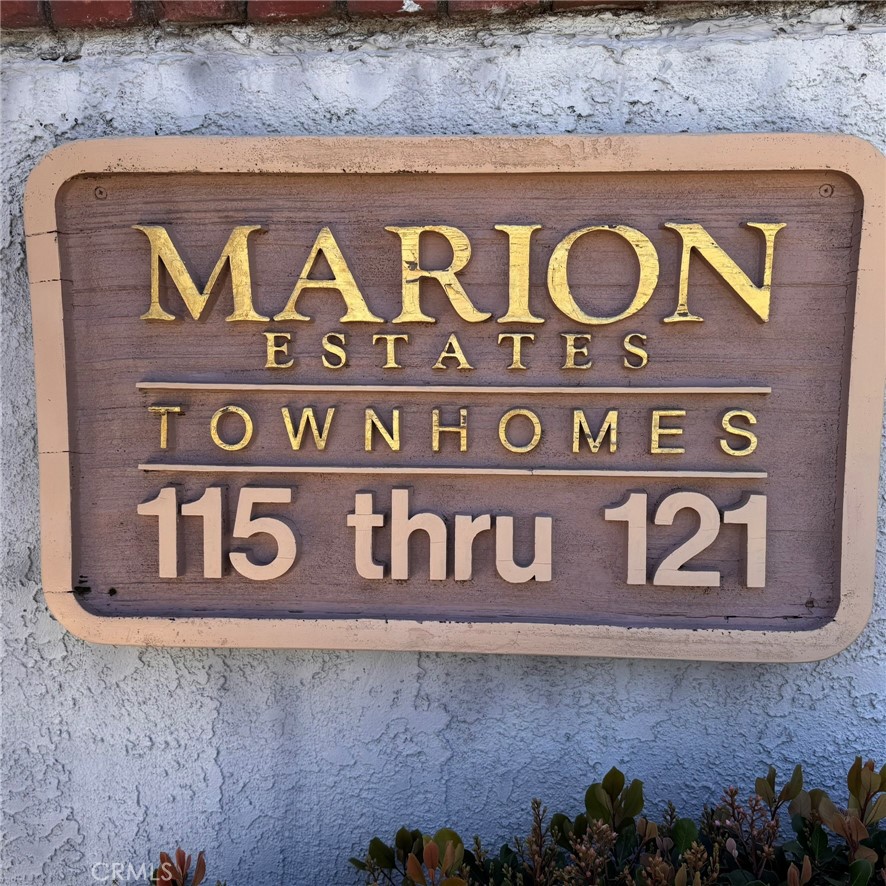 MARION
ESTATES
TOWNHOMES
115 thru 121
CRMLS